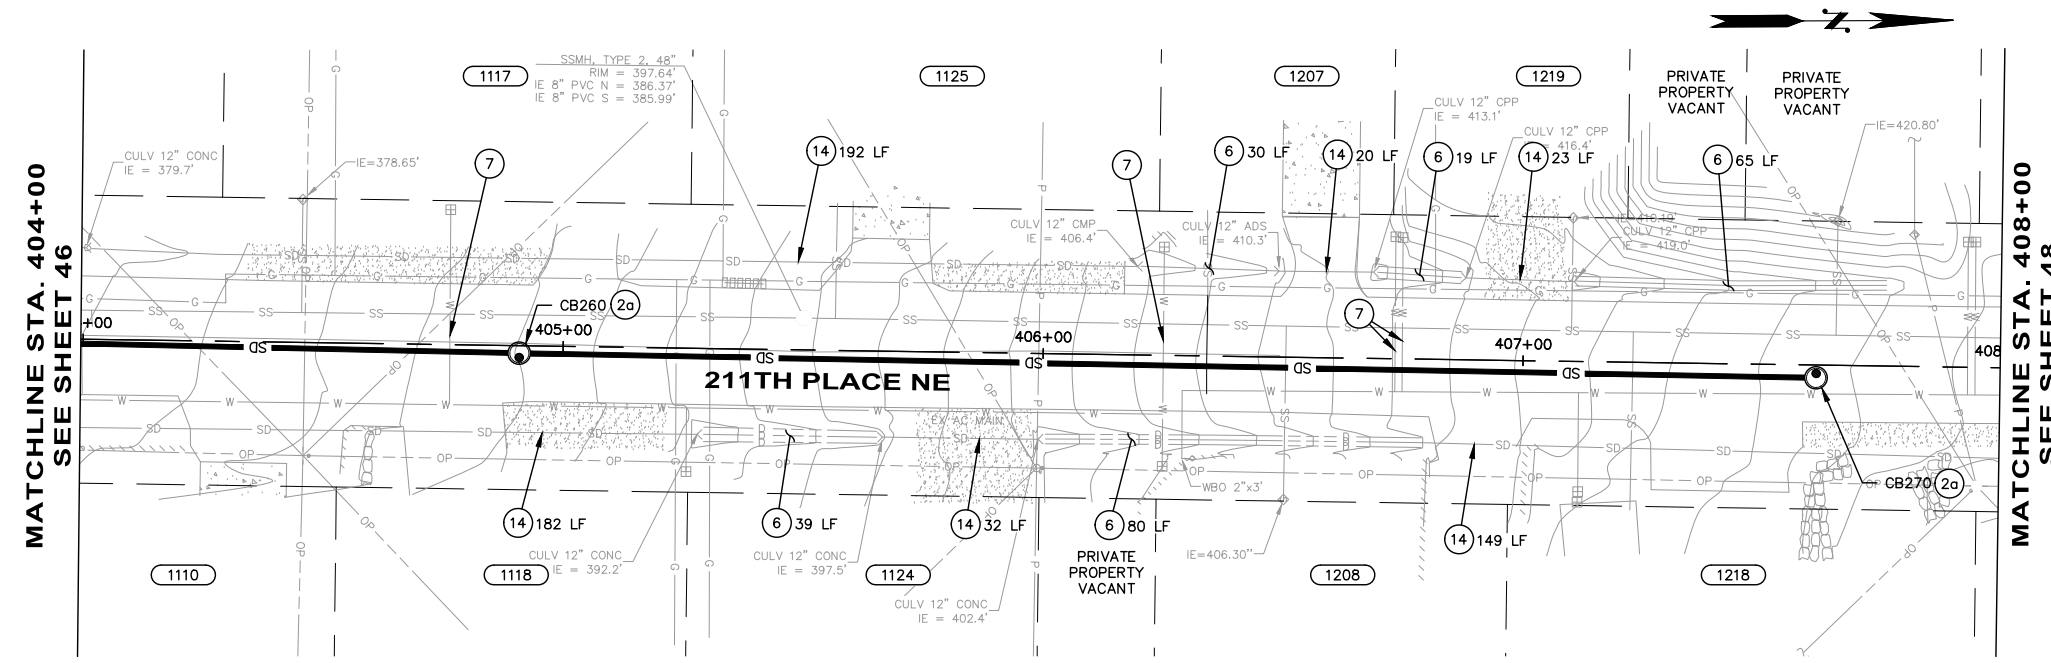 N
1117
1125
1207
1219
PRIVATE
PROPERTY
VACANT
PRIVATE
PROPERTY
VACANT
SSMH, TYPE 2, 48"
RIM = 397.64'
IE 8" PVC N = 386.37'
IE 8" PVC S = 385.99'
CULV 12" CONC
IE = 379.7'
IE=378.65'
7
14 192 LF
7
6 30 LF
14 20 LF
CULV 12" CPP
IE = 413.1'
6 19 LF
CULV 12" CPP
14 23 LF
6 65 LF
IE=420.80'
CULV 12" CMP
IE = 406.4'
CULV 12" ADS
IE = 410.3'
CULV 12" CPP
IE = 419.0'
MATCHLINE STA. 404+00
SEE SHEET 46
MATCHLINE STA. 408+00
SEE SHEET 48
+00
CB260 2a
405+00
406+00
7
407+00
408
211TH PLACE NE
EX AC MAIN
WBO 2"x3'
CB270 2a
14 182 LF
6 39 LF
14 32 LF
6 80 LF
14 149 LF
CULV 12" CONC
IE = 392.2'
CULV 12" CONC
IE = 397.5'
PRIVATE
PROPERTY
VACANT
IE=406.30"
1110
1118
1124
1208
1218
CULV 12" CONC
IE = 402.4'